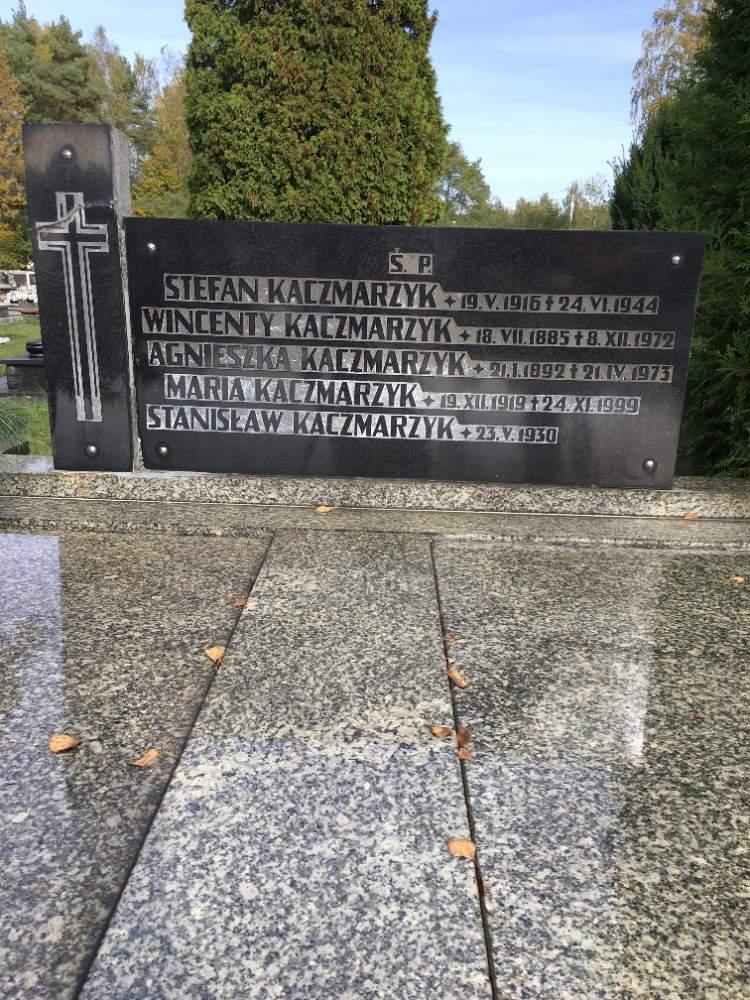 Ś. P.
STEFAN KACZMARZYK ✦ 19.V.1916 ✝ 24.VI.1944
WINCENTY KACZMARZYK ✦ 18.VII.1885 ✝ 8.XII.1972
AGNIESZKA KACZMARZYK ✦ 21.I.1892 ✝ 21.IV.1973
MARIA KACZMARZYK ✦ 19.XII.1919 ✝ 24.XI.1999
STANISŁAW KACZMARZYK ✦ 23.V.1930